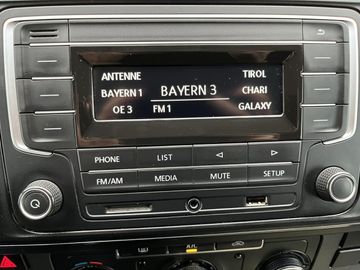 ANTENNE TIROL
BAYERN 1 BAYERN 3 CHARI
OE 3 FM 1 GALAXY
PHONE LIST
FM/AM MEDIA MUTE SETUP
A/C